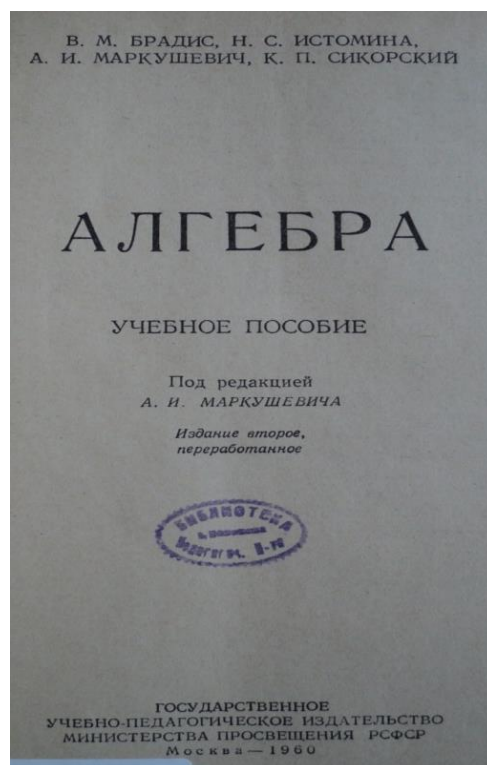 В. М. БРАДИС, Н. С. ИСТОМИНА,
А. И. МАРКУШЕВИЧ, К. П. СИКОРСКИЙ
АЛГЕБРА
УЧЕБНОЕ ПОСОБИЕ
Под редакцией
А. И. МАРКУШЕВИЧА
Издание второе,
переработанное
БИБЛИОТЕКА
ГОСУДАРСТВЕННОЕ
УЧЕБНО-ПЕДАГОГИЧЕСКОЕ ИЗДАТЕЛЬСТВО
МИНИСТЕРСТВА ПРОСВЕЩЕНИЯ РСФСР
Москва — 1960